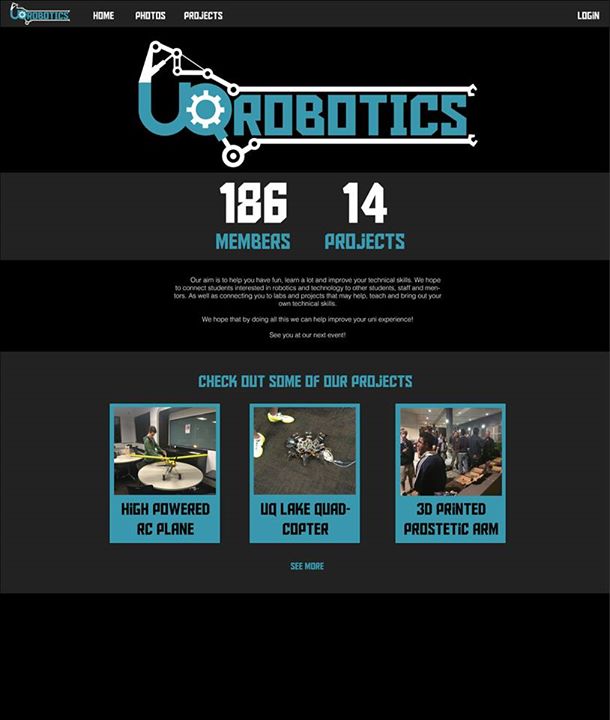 UQROBOTICS HOME PHOTOS PROJECTS LOGIN
UQROBOTICS
186 14
MEMBERS PROJECTS
Our aim is to help you have fun, learn a lot and improve your technical skills. We hope
to connect students interested in robotics and technology to other students, staff and men-
tors. As well as connecting you to labs and projects that may help, teach and bring out your
own technical skills.
We hope that by doing all this we can help improve your uni experience!
See you at our next event!
CHECK OUT SOME OF OUR PROJECTS
HIGH POWERED
RC PLANE
UQ LAKE QUAD-
COPTER
3D PRINTED
PROSTETIC ARM
SEE MORE